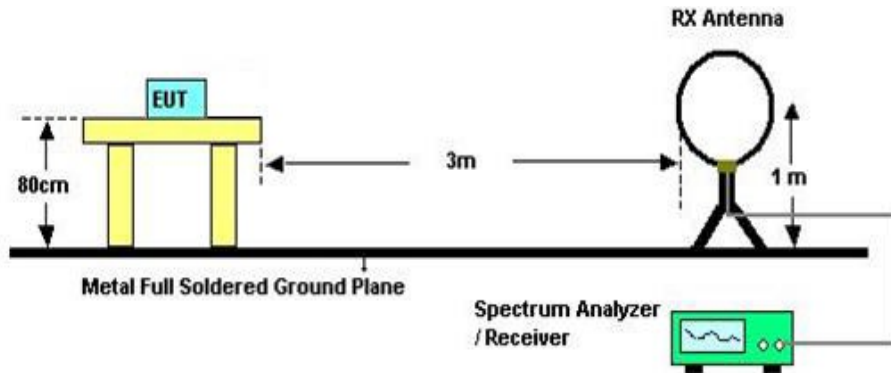 RX Antenna
EUT
3m
80cm
1 m
Metal Full Soldered Ground Plane
Spectrum Analyzer
/ Receiver